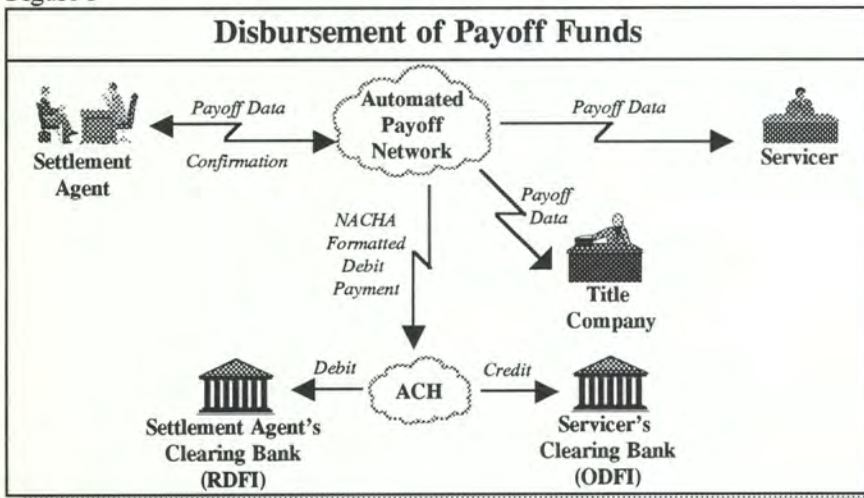 Disbursement of Payoff Funds
Payoff Data
Confirmation
Settlement
Agent
Automated
Payoff
Network
Payoff Data
Servicer
NACHA
Formatted
Debit
Payment
Payoff
Data
Title
Company
Debit
ACH
Credit
Settlement Agent's
Clearing Bank
(RDFI)
Servicer's
Clearing Bank
(ODFI)